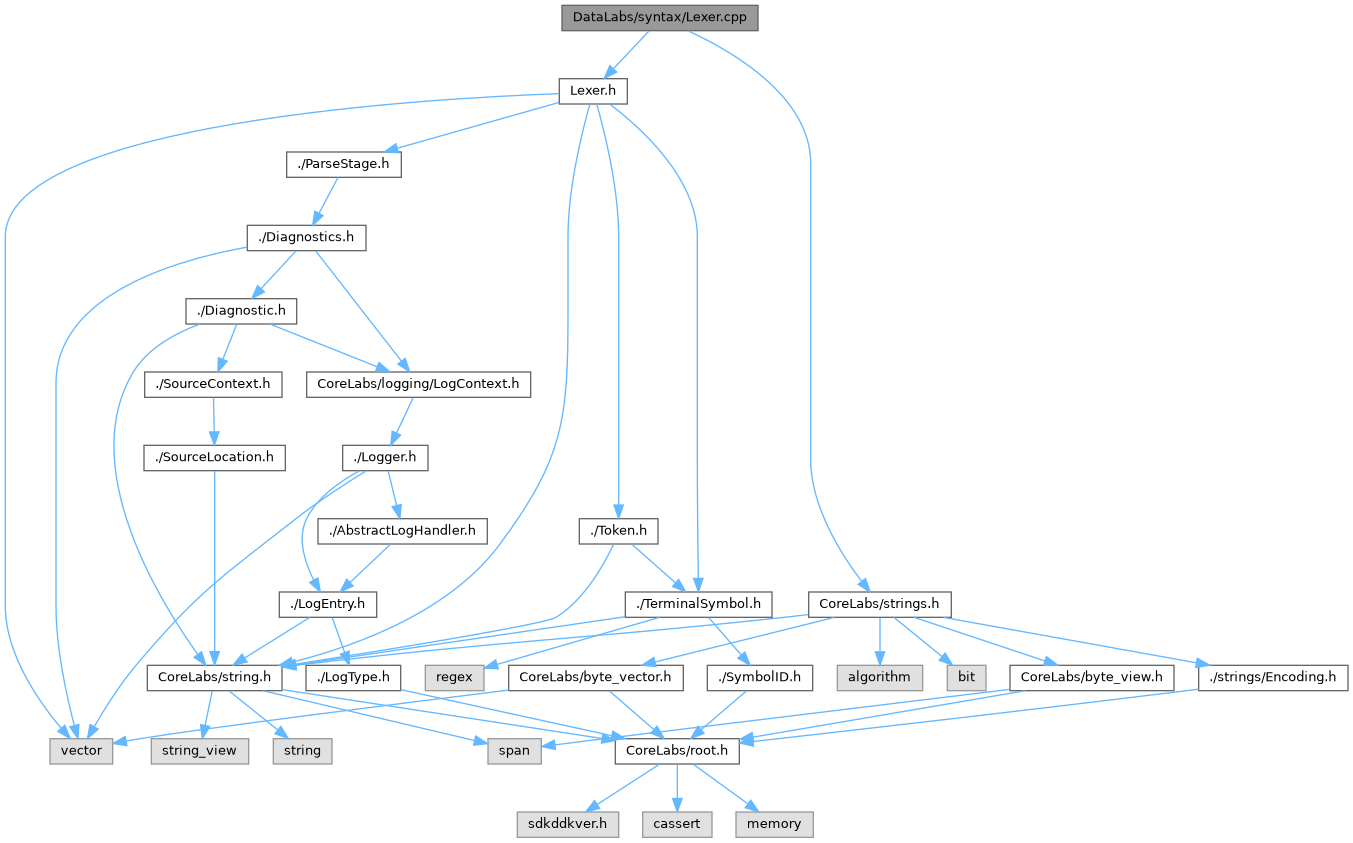 DataLabs/syntax/Lexer.cpp
Lexer.h
./ParseStage.h
./Diagnostics.h
./Diagnostic.h
./SourceContext.h
CoreLabs/logging/LogContext.h
./SourceLocation.h
./Logger.h
./AbstractLogHandler.h
./Token.h
./LogEntry.h
./TerminalSymbol.h
CoreLabs/strings.h
CoreLabs/string.h
./LogType.h
regex
CoreLabs/byte_vector.h
./SymbolID.h
algorithm
bit
CoreLabs/byte_view.h
./strings/Encoding.h
vector
string_view
string
span
CoreLabs/root.h
sdkddkver.h
cassert
memory